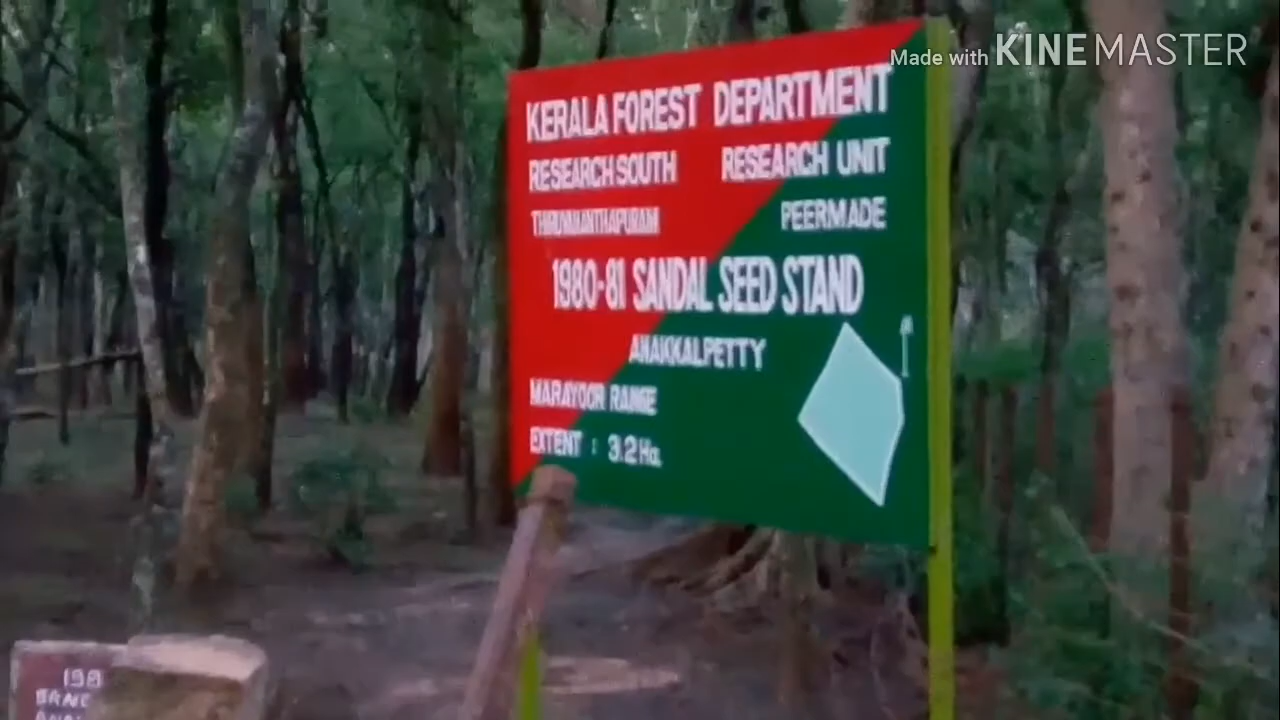 Made with KINEMASTER
KERALA FOREST DEPARTMENT
RESEARCH SOUTH RESEARCH UNIT
THIRUVANANTHAPURAM PEERMADE
1980-81 SANDAL SEED STAND
ANAKKALPETTY
MARAYOOR RANGE
EXTENT : 3.2 Ha.
198